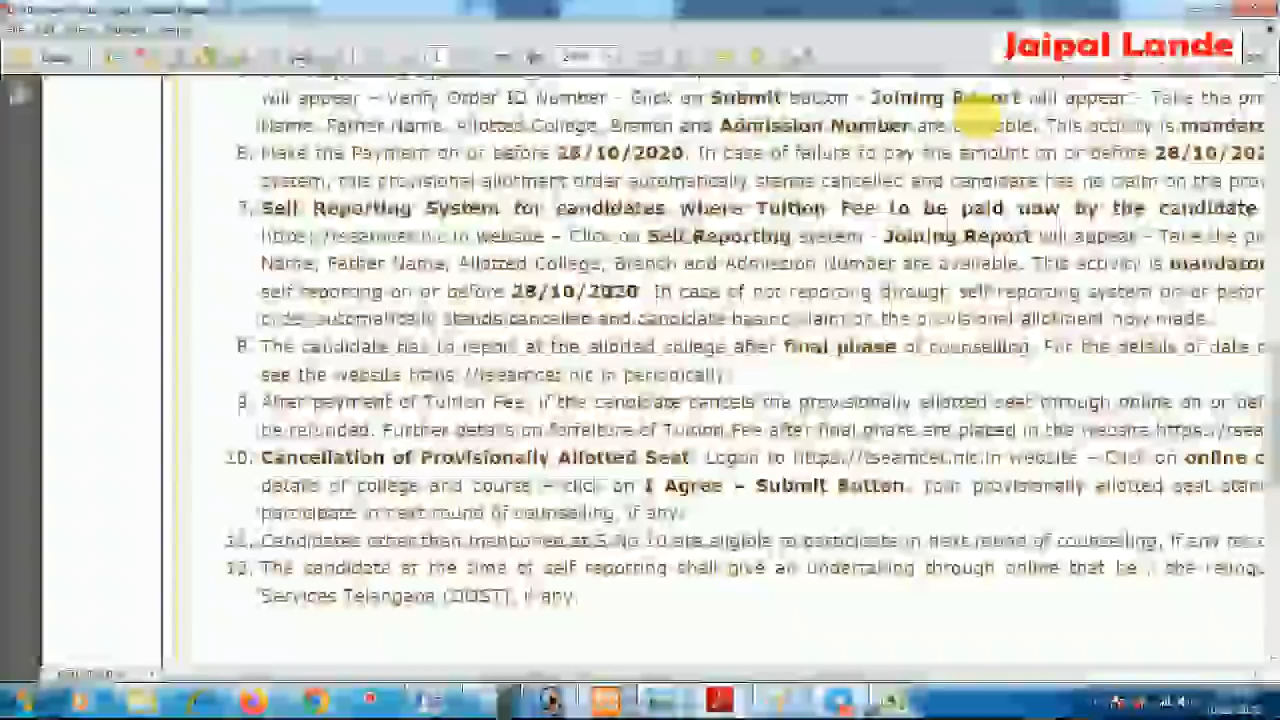 Jaipal Lande
will appear – Verify Order ID Number - Click on Submit button - Joining Report will appear - Take the
Name, Father Name, Allotted College, Branch and Admission Number are available. This activity is
6. Make the Payment on or before 28/10/2020. In case of failure to pay the amount on or before
system, the provisional allotment order automatically stands cancelled and candidate has no claim on the
7. Self Reporting System for candidates where Tuition Fee to be paid now by the candidate
https://tseamcet.nic.in website – Click on Self Reporting system - Joining Report will appear - Take the
Name, Father Name, Allotted College, Branch and Admission Number are available. This activity is
self reporting on or before 28/10/2020. In case of not reporting through self reporting system on or
order automatically stands cancelled and candidate has no claim on the provisional allotment now made.
8. The candidate has to report at the allotted college after final phase of counselling. For the details of date
see the website https://tseamcet.nic.in periodically.
9. After payment of Tuition Fee, if the candidate cancels the provisionally allotted seat through online on or
be refunded. Further details on forfeiture of Tuition Fee after final phase are placed in the website
10. Cancellation of Provisionally Allotted Seat: Logon to https://tseamcet.nic.in website – Click on online
details of college and course – click on I Agree – Submit Button. Your provisionally allotted seat
participate in next round of counseling, if any.
11. Candidates other than mentioned at S.No 10 are eligible to participate in next round of counselling, if any
12. The candidate at the time of self reporting shall give an undertaking through online that he
Services Telangana (DOST), if any.